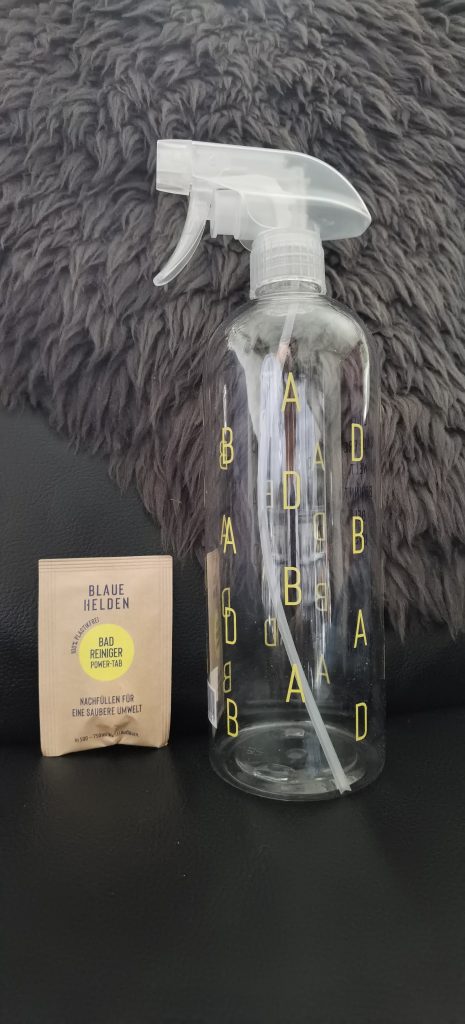 BLAUE
HELDEN
100% PLASTIKFREI
BAD
REINIGER
POWER-TAB
NACHFÜLLEN FÜR
EINE SAUBERE UMWELT
B
A
D
B
A
D
B
A
D
B
A
D